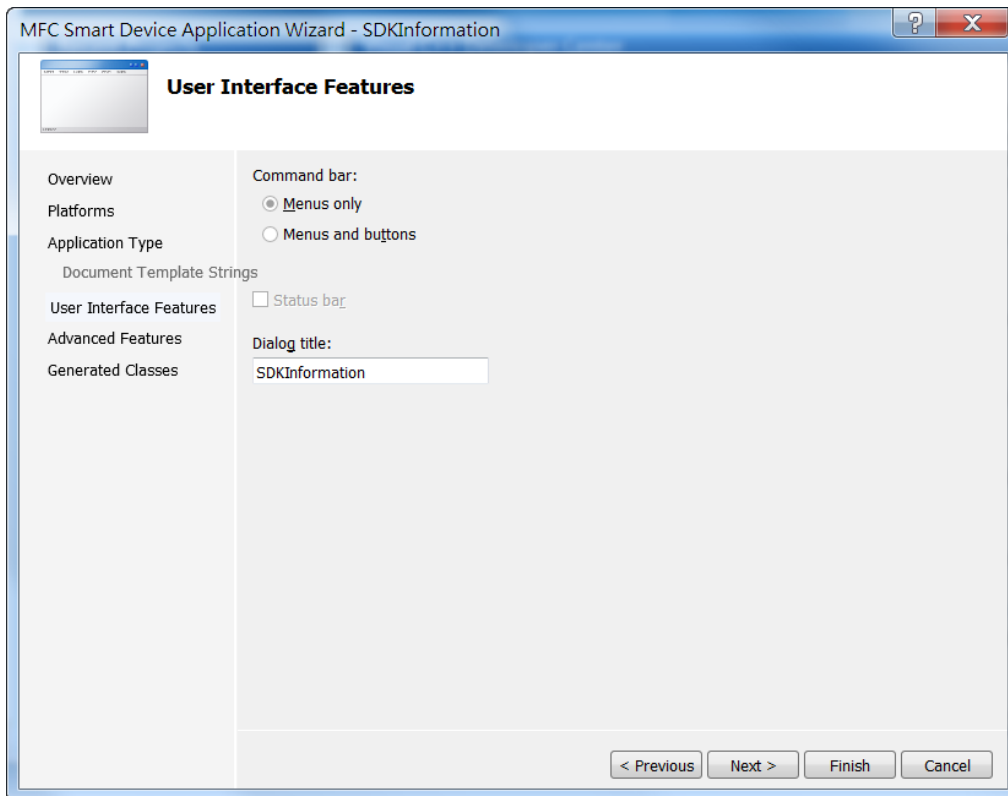 MFC Smart Device Application Wizard - SDKInformation
User Interface Features
Overview
Platforms
Application Type
Document Template Strings
User Interface Features
Advanced Features
Generated Classes
Command bar:
Menus only
Menus and buttons
Status bar
Dialog title:
SDKInformation
< Previous
Next >
Finish
Cancel